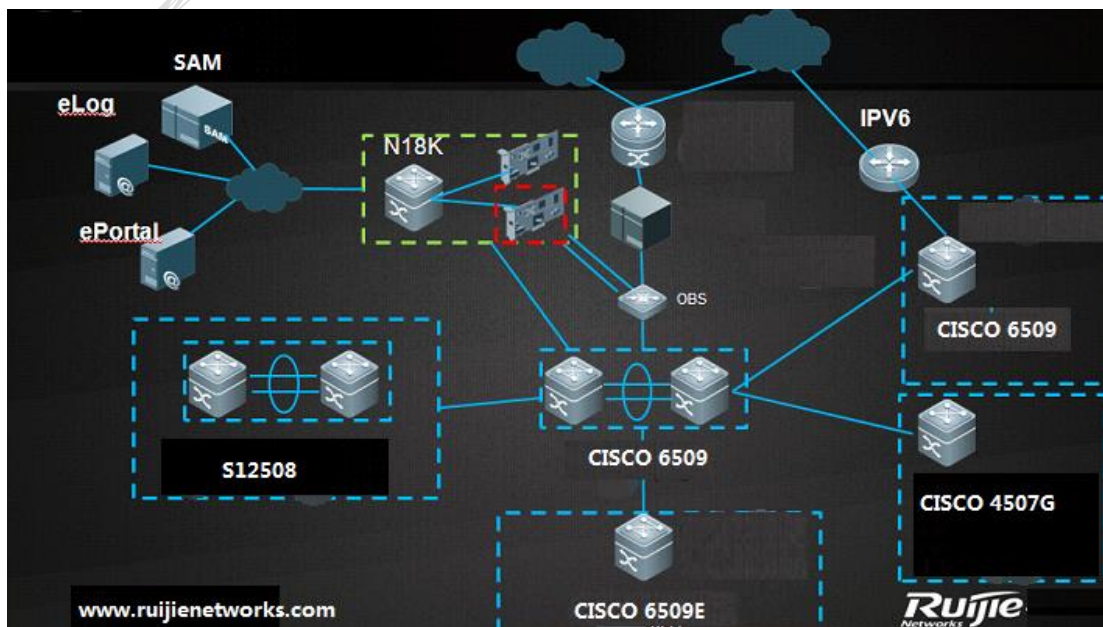 SAM
eLog
SAM
N18K
IPV6
ePortal
OBS
CISCO 6509
S12508
CISCO 6509
CISCO 4507G
www.ruijienetworks.com
CISCO 6509E
Ruijie
Networks